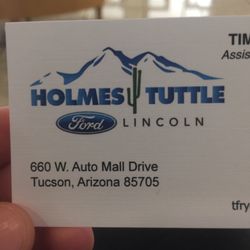 TIM
Assis
HOLMES TUTTLE
Ford LINCOLN
660 W. Auto Mall Drive
Tucson, Arizona 85705
tfry